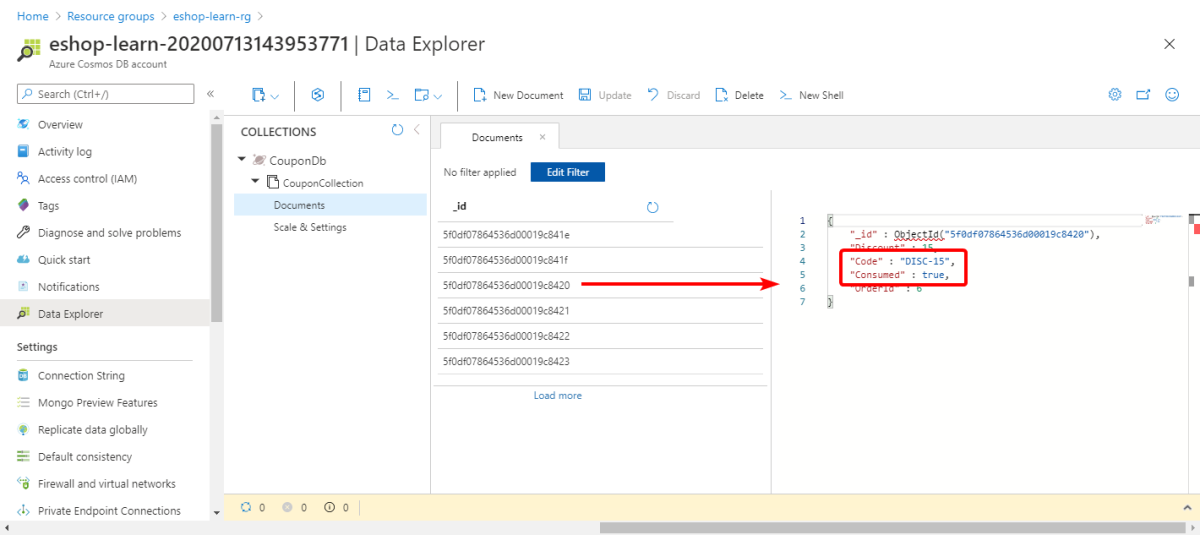 Home > Resource groups > eshop-learn-rg >
eshop-learn-20200713143953771 | Data Explorer
Azure Cosmos DB account
Search (Ctrl+/)
«
Overview
Activity log
Access control (IAM)
Tags
Diagnose and solve problems
Quick start
Notifications
Data Explorer
Settings
Connection String
Mongo Preview Features
Replicate data globally
Default consistency
Firewall and virtual networks
Private Endpoint Connections
New Document
Update
Discard
Delete
New Shell
COLLECTIONS
CouponDb
CouponCollection
Documents
Scale & Settings
Documents
No filter applied
Edit Filter
_id
5f0df07864536d00019c841e
5f0df07864536d00019c841f
5f0df07864536d00019c8420
5f0df07864536d00019c8421
5f0df07864536d00019c8422
5f0df07864536d00019c8423
Load more
1 {
2 "_id" : ObjectId("5f0df07864536d00019c8420"),
3 "Discount" : 15,
4 "Code" : "DISC-15",
5 "Consumed" : true,
6 "OrderId" : 6
7 }
0 0 0